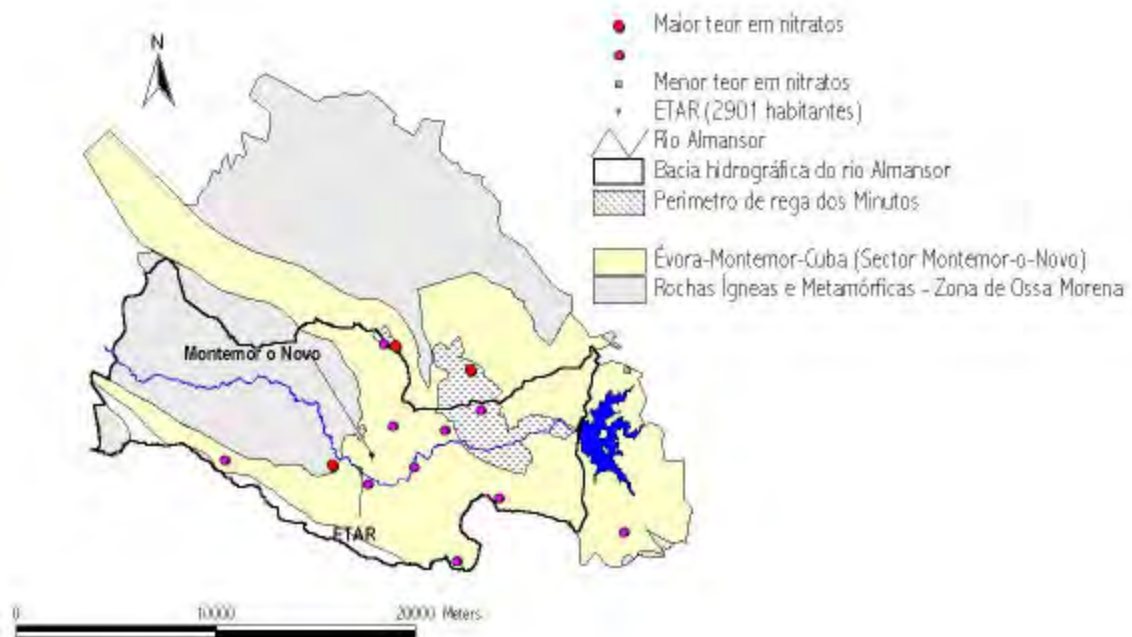 N
Maior teor em nitratos
Menor teor em nitratos
ETAR (2901 habitantes)
Rio Almansor
Bacia hidrográfica do rio Almansor
Perímetro de rega dos Minutos
Évora-Montemor-Cuba (Sector Montemor-o-Novo)
Rochas Ígneas e Metamórficas - Zona de Ossa Morena
Montemor o Novo
ETAR
0 10000 20000 Meters